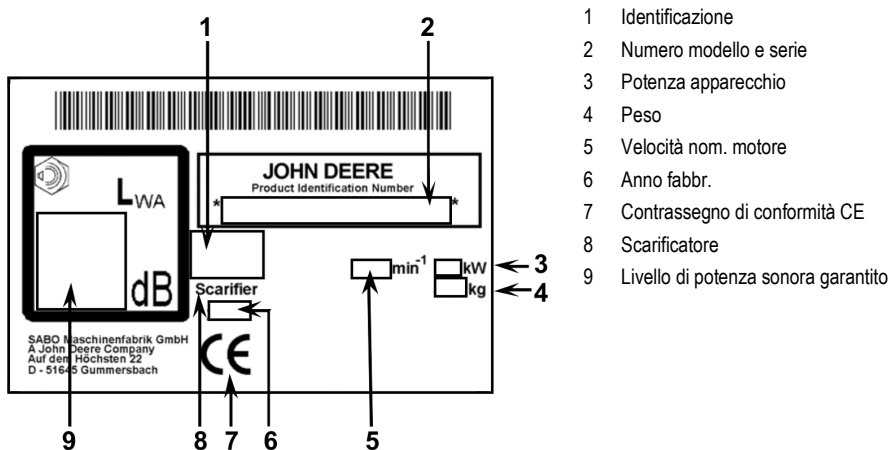 1 2
JOHN DEERE
Product Identification Number
* *
LWA
dB
min-1
kW 3
kg 4
Scarifier
SABO Maschinenfabrik GmbH
A John Deere Company
Auf dem Höchsten 22
D - 51645 Gummersbach
CE
9 8 7 6 5
1 Identificazione
2 Numero modello e serie
3 Potenza apparecchio
4 Peso
5 Velocità nom. motore
6 Anno fabbr.
7 Contrassegno di conformità CE
8 Scarificatore
9 Livello di potenza sonora garantito